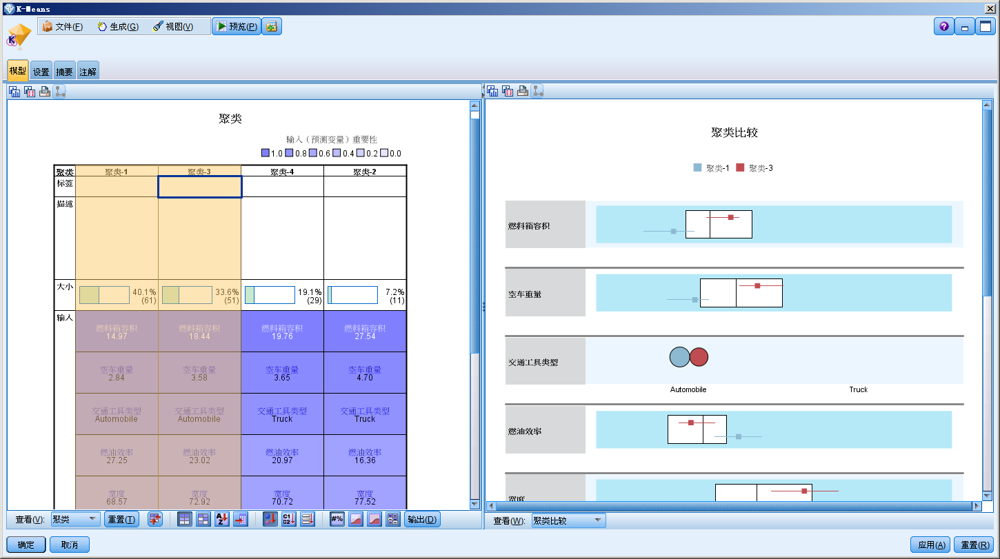 K-Means
文件(F) 生成(G) 视图(V) 预览(P)
模型 设置 摘要 注解
聚类
输入（预测变量）重要性
1.0 0.8 0.6 0.4 0.2 0.0
聚类 聚类-1 聚类-3 聚类-4 聚类-2
标签
描述
大小 40.1% 33.6% 19.1% 7.2%
(61) (51) (29) (11)
输入
燃料箱容积 燃料箱容积 燃料箱容积 燃料箱容积
14.97 18.44 19.76 27.54
空车重量 空车重量 空车重量 空车重量
2.84 3.58 3.65 4.70
交通工具类型 交通工具类型 交通工具类型 交通工具类型
Automobile Automobile Truck Truck
燃油效率 燃油效率 燃油效率 燃油效率
27.25 23.02 20.97 16.36
宽度 宽度 宽度 宽度
68.57 72.92 70.72 77.52
查看(V): 聚类 重置(T) A Z C1 C2 #% 输出(D)
聚类比较
聚类-1 聚类-3
燃料箱容积
空车重量
交通工具类型
Automobile Truck
燃油效率
宽度
查看(W): 聚类比较
确定 取消 应用(A) 重置(R)